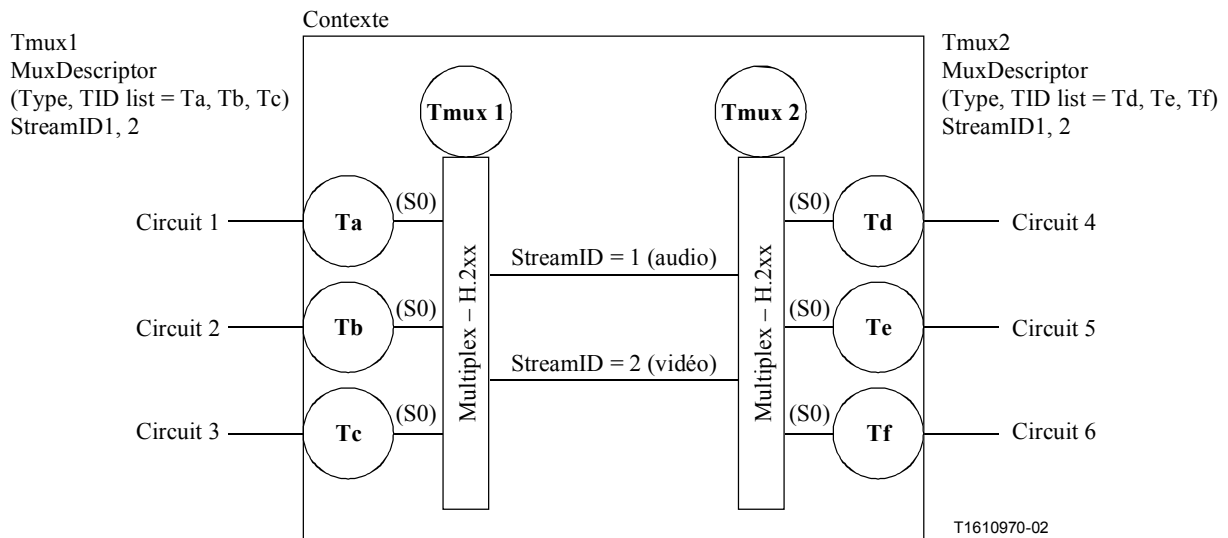 Contexte
Tmux1
MuxDescriptor
(Type, TID list = Ta, Tb, Tc)
StreamID1, 2
Tmux2
MuxDescriptor
(Type, TID list = Td, Te, Tf)
StreamID1, 2
Tmux 1
Tmux 2
Circuit 1
Ta
(S0)
(S0)
Td
Circuit 4
StreamID = 1 (audio)
Circuit 2
Tb
(S0)
Multiplex – H.2xx
Multiplex – H.2xx
(S0)
Te
Circuit 5
StreamID = 2 (vidéo)
Circuit 3
Tc
(S0)
(S0)
Tf
Circuit 6
T1610970-02